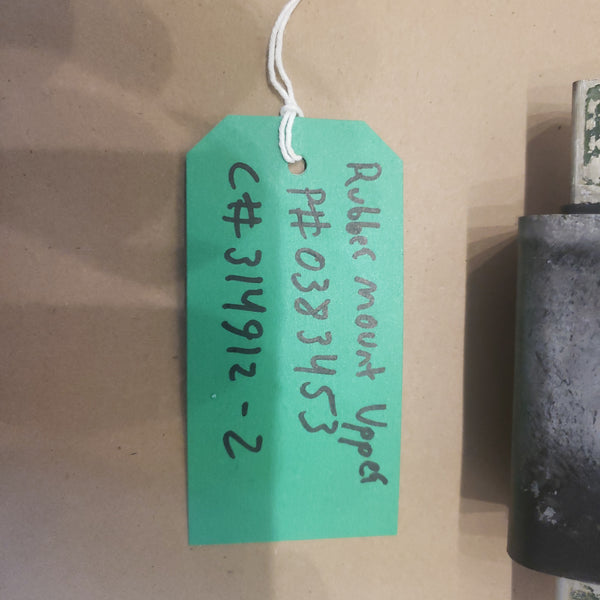 Rubber mount Upper
P# 0383453
C# 314912-2